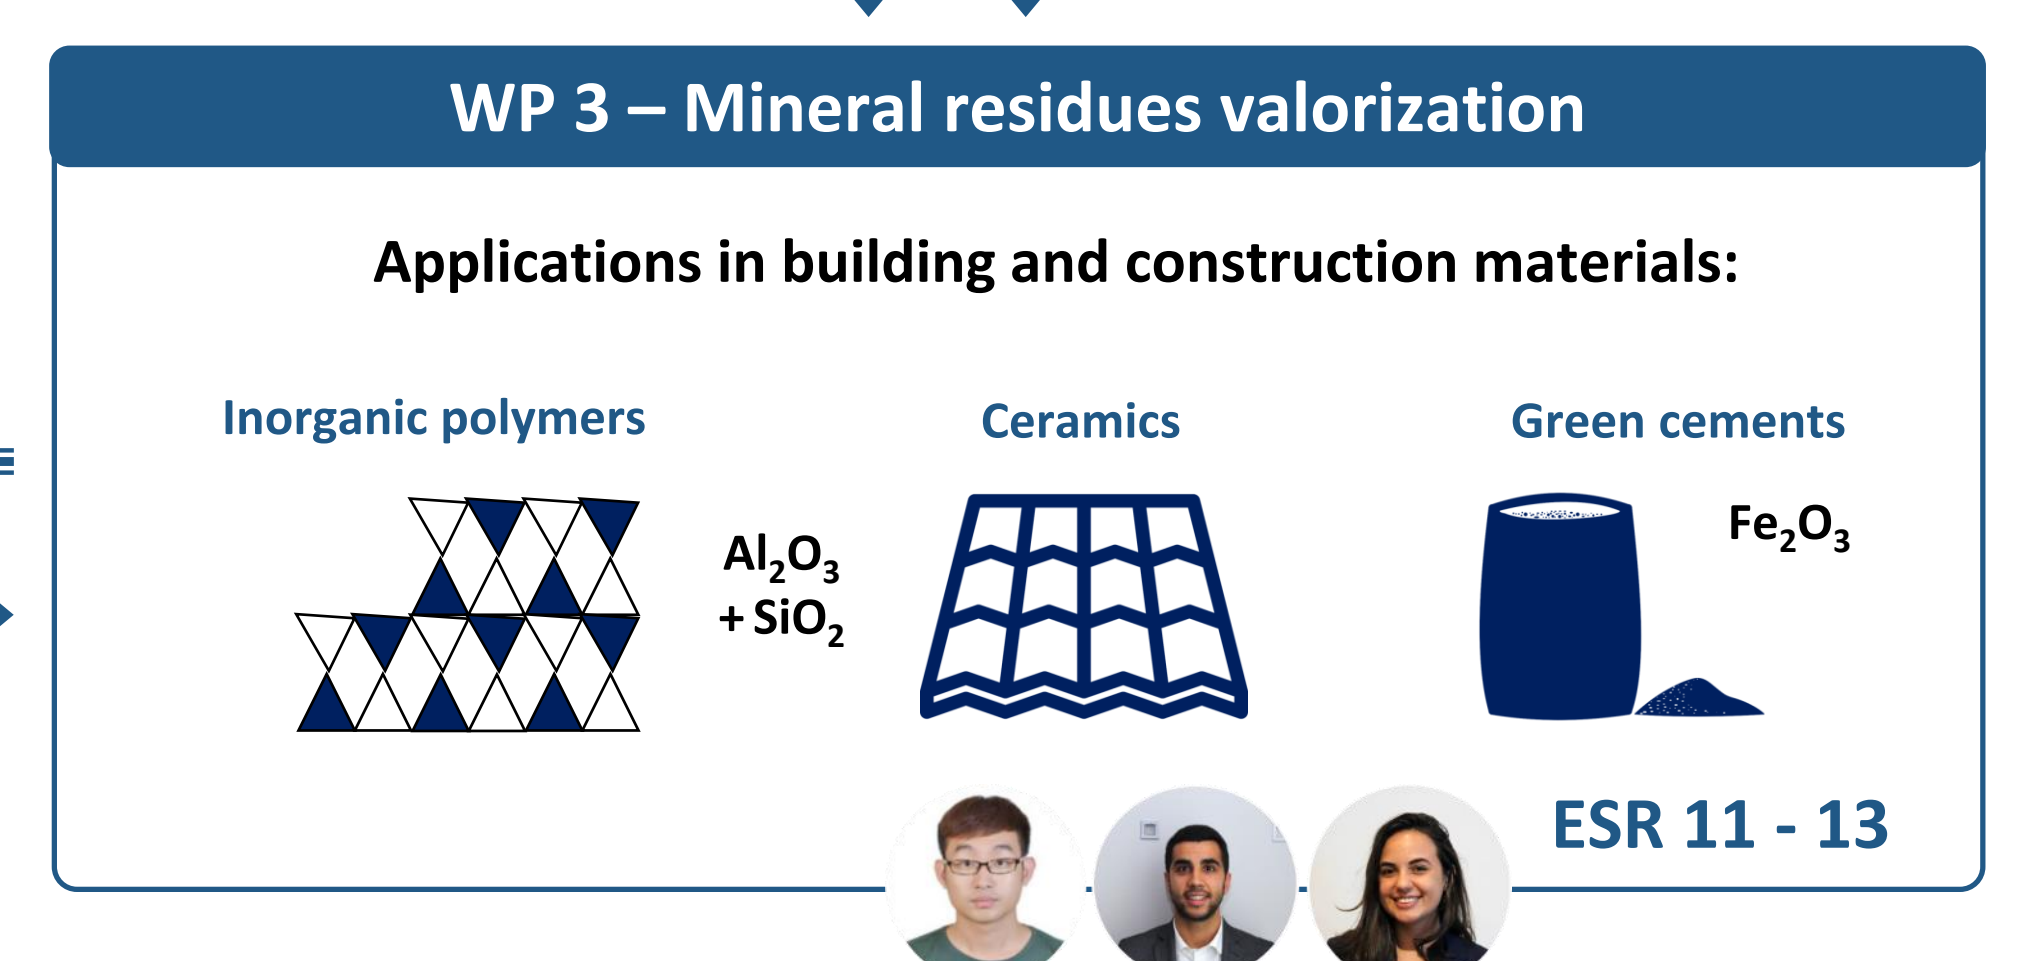 WP 3 – Mineral residues valorization
Applications in building and construction materials:
Inorganic polymers
Ceramics
Green cements
Al₂O₃
+ SiO₂
Fe₂O₃
ESR 11 - 13